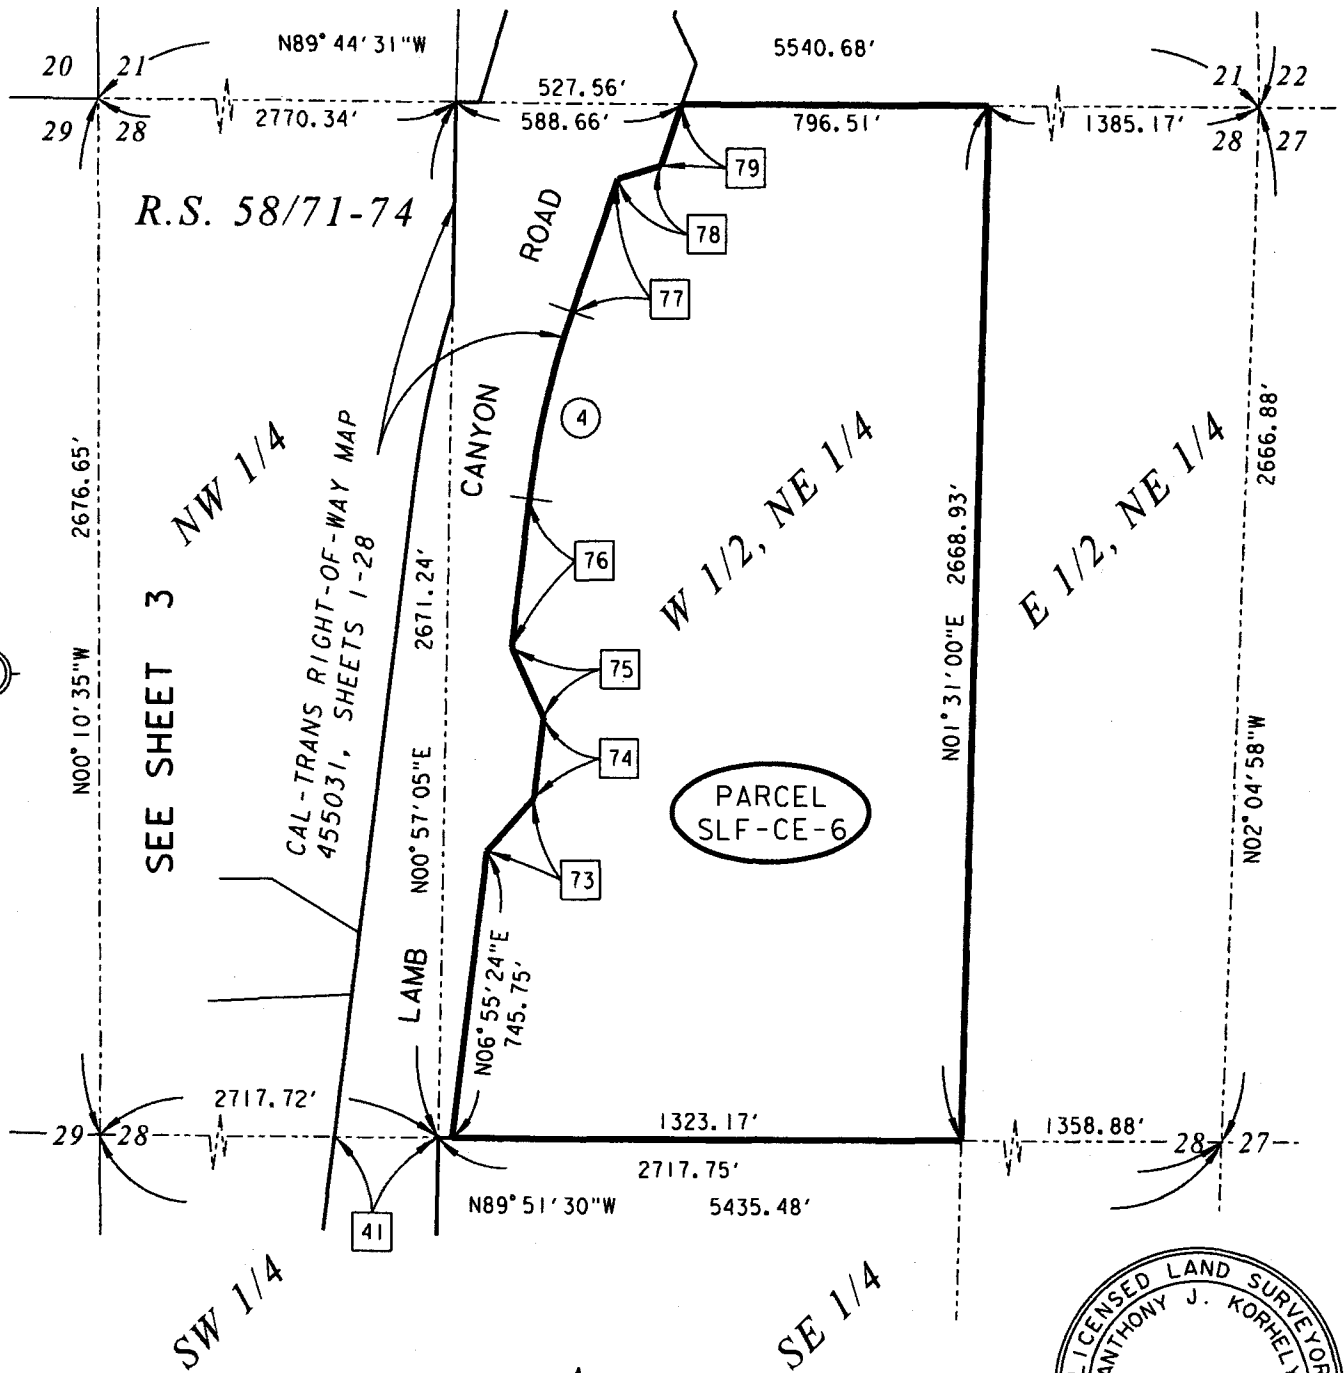 N89°44'31"W
5540.68'
20 21
21 22
527.56'
2770.34'
588.66'
796.51'
1385.17'
29 28
28 27
79
R.S. 58/71-74
78
ROAD
77
CANYON
4
2676.65'
NW 1/4
CAL-TRANS RIGHT-OF-WAY MAP
455031, SHEETS 1-28
2671.24'
W 1/2, NE 1/4
2668.93'
E 1/2, NE 1/4
2666.88'
76
SEE SHEET 3
N00°10'35"W
75
N01°31'00"E
74
N00°57'05"E
PARCEL
SLF-CE-6
N02°04'58"W
73
LAMB
N06°55'24"E
745.75'
2717.72'
1323.17'
1358.88'
29 28
28 27
2717.75'
N89°51'30"W
5435.48'
41
SW 1/4
SE 1/4
LICENSED LAND SURVEYOR
ANTHONY J. KORHELY